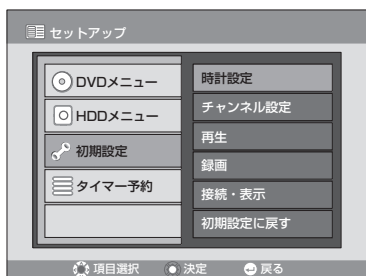 セットアップ
DVDメニュー
HDDメニュー
初期設定
タイマー予約
時計設定
チャンネル設定
再生
録画
接続・表示
初期設定に戻す
項目選択 決定 戻る